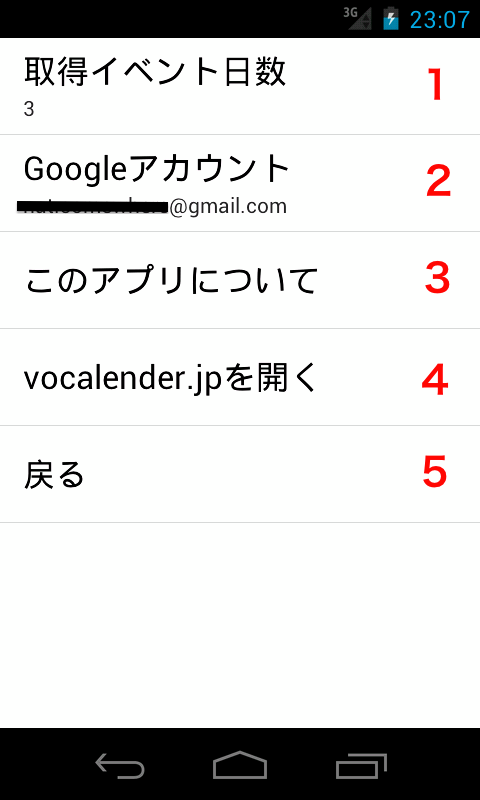 3G 23:07
取得イベント日数 1
3
Googleアカウント 2
@gmail.com
このアプリについて 3
vocalender.jpを開く 4
戻る 5